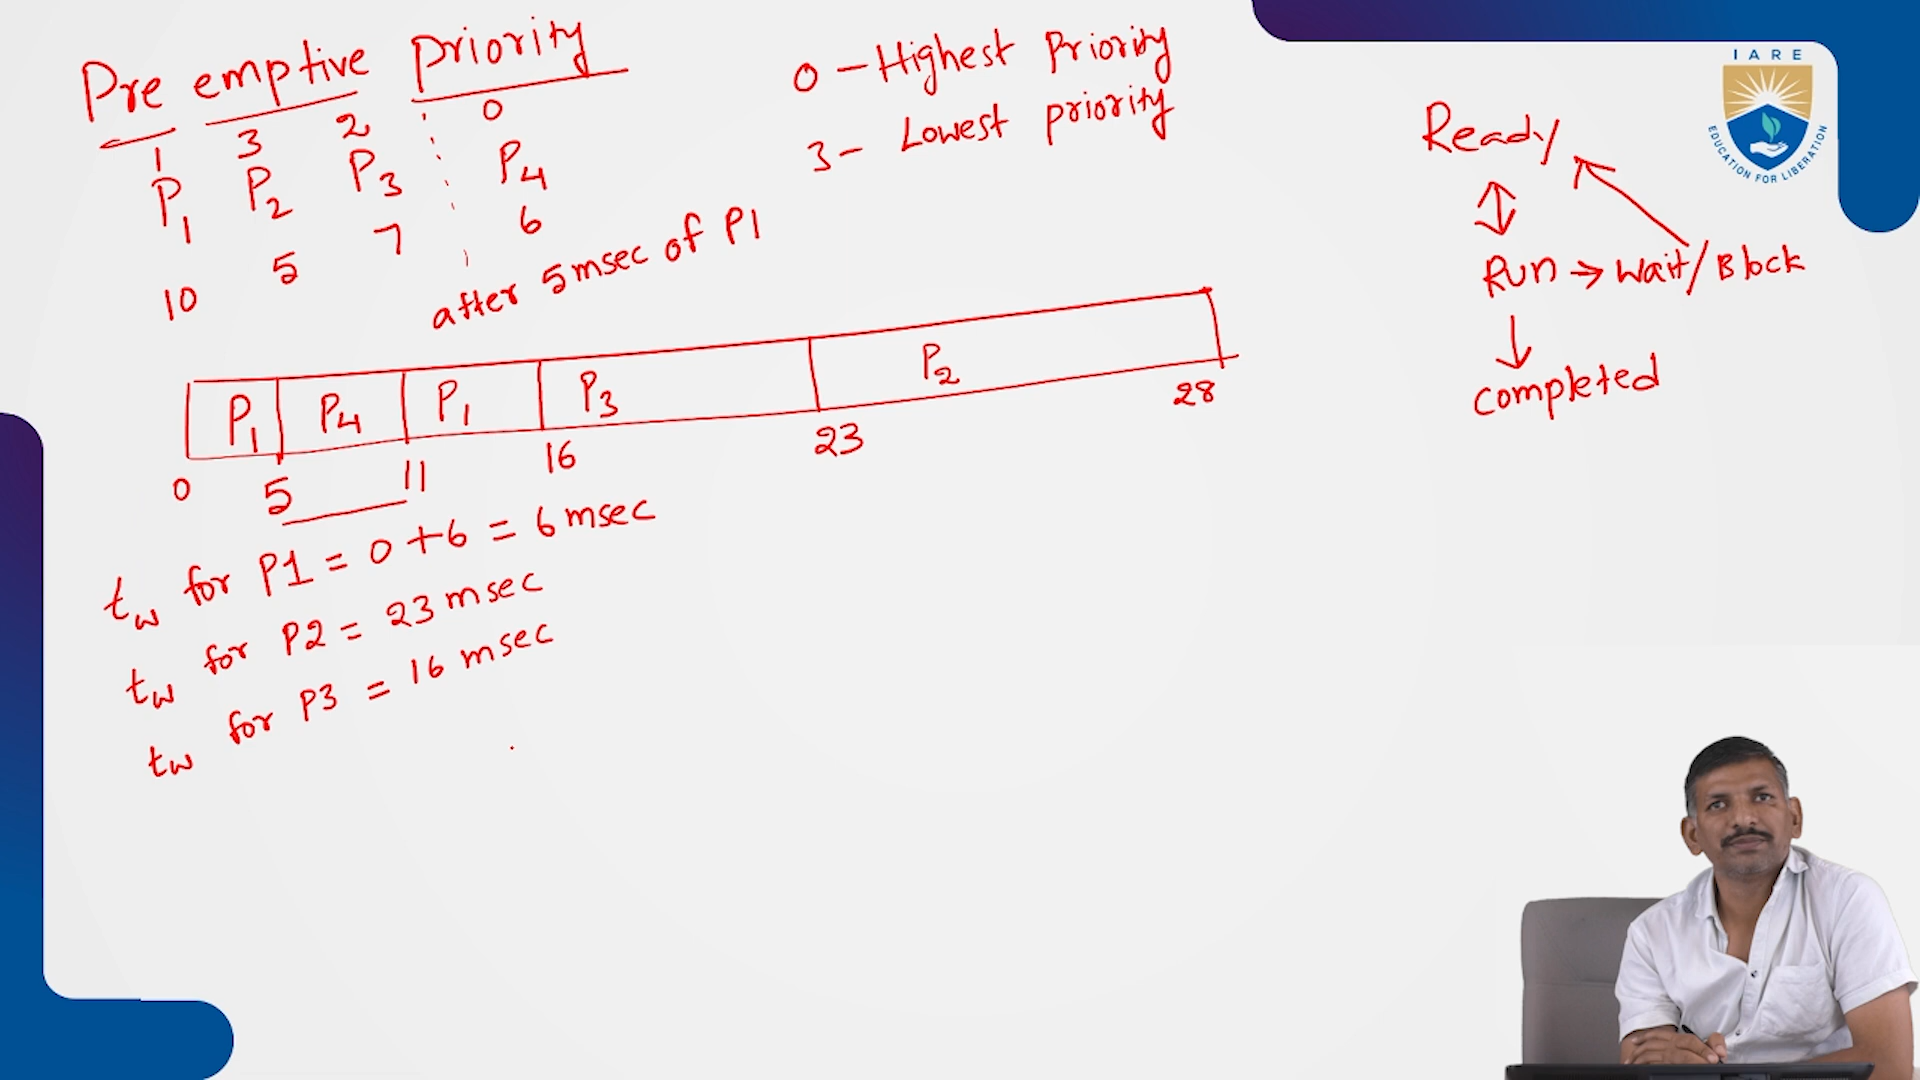 Pre emptive Priority
1 3 2 0
P1 P2 P3 P4
10 5 7 6
after 5msec of P1
0 - Highest Priority
3 - Lowest priority
P1 P4 P1 P3 P2
0 5 11 16 23 28
tw for P1 = 0+6 = 6 msec
tw for P2 = 23 msec
tw for P3 = 16 msec
Ready
Run → Wait/Block
Completed
IARE
EDUCATION FOR LIBERATION